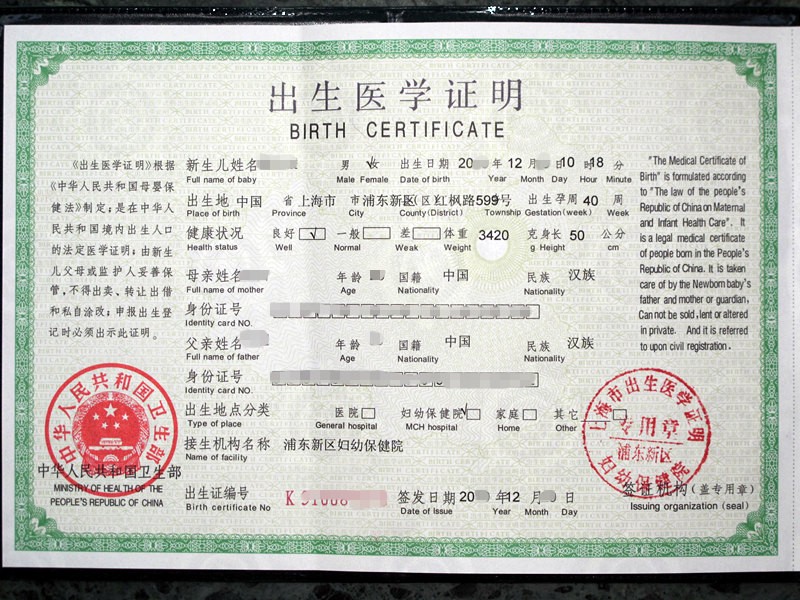 出生医学证明
BIRTH CERTIFICATE
《出生医学证明》根据
《中华人民共和国母婴保
健法》制定;是在中华人
民共和国境内出生人口
的法定医学证明;由新生
儿父母或监护人妥善保
管,不得出卖、转让出借
和私自涂改;申报出生登
记时必须出示此证明。
新生儿姓名 男 √ 女 出生日期 20 年 12 月 日 10 时 18 分
Full name of baby Male Female Date of birth Year Month Day Hour Minute
出生地 中国 省 上海市 市 浦东新区(区 红枫路599号 出生孕周 40 周
Place of birth Province City County(District) Township Gestation(week) Week
健康状况 良好 √ 一般 差 体重 3420 克 身长 50 公分
Health status Well Normal Weak Weight g Height cm
母亲姓名 年龄 国籍 中国 民族 汉族
Full name of mother Age Nationality Nationality
身份证号
Identity card NO.
父亲姓名 年龄 国籍 中国 民族 汉族
Full name of father Age Nationality Nationality
身份证号
Identity card NO.
出生地点分类 医院 妇幼保健院 √ 家庭 其它
Type of place General hospital MCH hospital Home Other
接生机构名称 浦东新区妇幼保健院
Name of facility
出生证编号 K 签发日期 20 年 12 月 日
Birth certificate No Date of Issue Year Month Day
"The Medical Certificate of
Birth" is formulated according
to "The law of the people's
Republic of China on Maternal
and Infant Health Care". It
is a legal medical certificate
of people born in the People's
Republic of China. It is taken
care of by the Newborn baby's
father and mother or guardian,
Can not be sold, lent or altered
in private. And it is referred
to upon civil registration.
中华人民共和国卫生部
中华人民共和国卫生部
MINISTRY OF HEALTH OF THE
PEOPLE'S REPUBLIC OF CHINA
上海市出生医学证明
专用章
浦东新区
妇幼保健院
签证机构(盖专用章)
Issuing organization (seal)